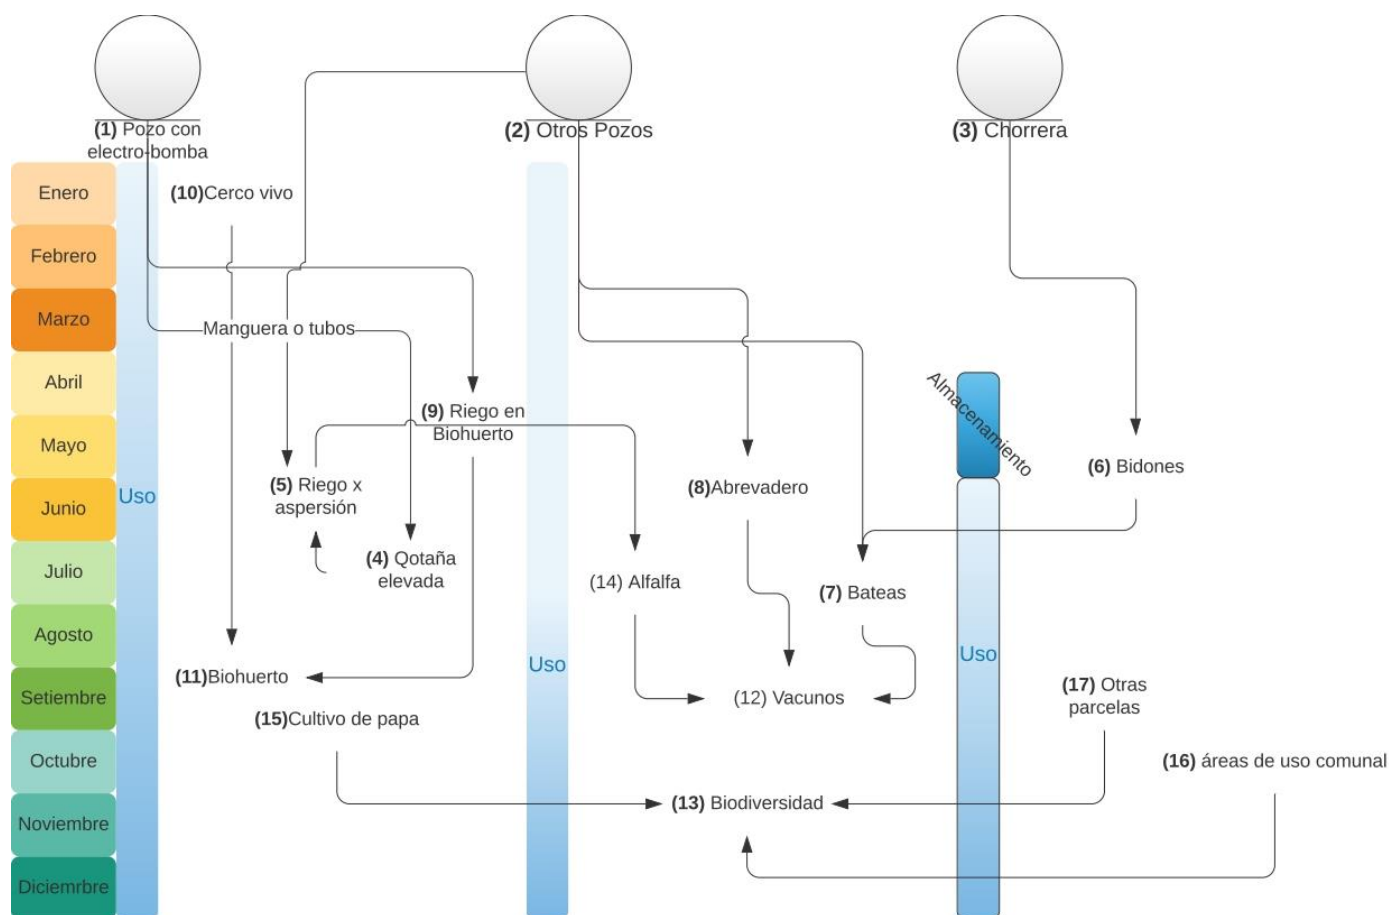 (1) Pozo con
electro-bomba
(2) Otros Pozos
(3) Chorrera
Enero
(10)Cerco vivo
Febrero
Marzo
Manguera o tubos
Abril
Almacenamiento
(9) Riego en
Biohuerto
Mayo
(6) Bidones
(5) Riego x
aspersión
(8)Abrevadero
Uso
Junio
(4) Qotaña
elevada
Julio
(14) Alfalfa
(7) Bateas
Agosto
Uso
Uso
(11)Biohuerto
Setiembre
(12) Vacunos
(17) Otras
parcelas
(15)Cultivo de papa
Octubre
(16) áreas de uso comunal
(13) Biodiversidad
Noviembre
Diciemrbre